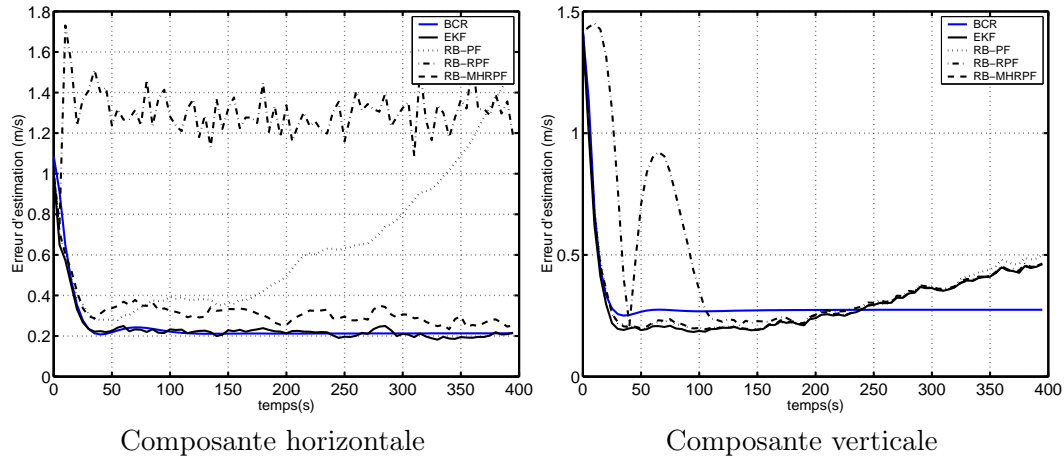 1.8
1.6
1.4
1.2
1
0.8
0.6
0.4
0.2
0
Erreur d'estimation (m/s)
BCR
EKF
RB−PF
RB−RPF
RB−MHRPF
0 50 100 150 200 250 300 350 400
temps(s)
Composante horizontale
1.5
1
0.5
0
Erreur d'estimation (m/s)
BCR
EKF
RB−PF
RB−RPF
RB−MHRPF
0 50 100 150 200 250 300 350 400
temps(s)
Composante verticale